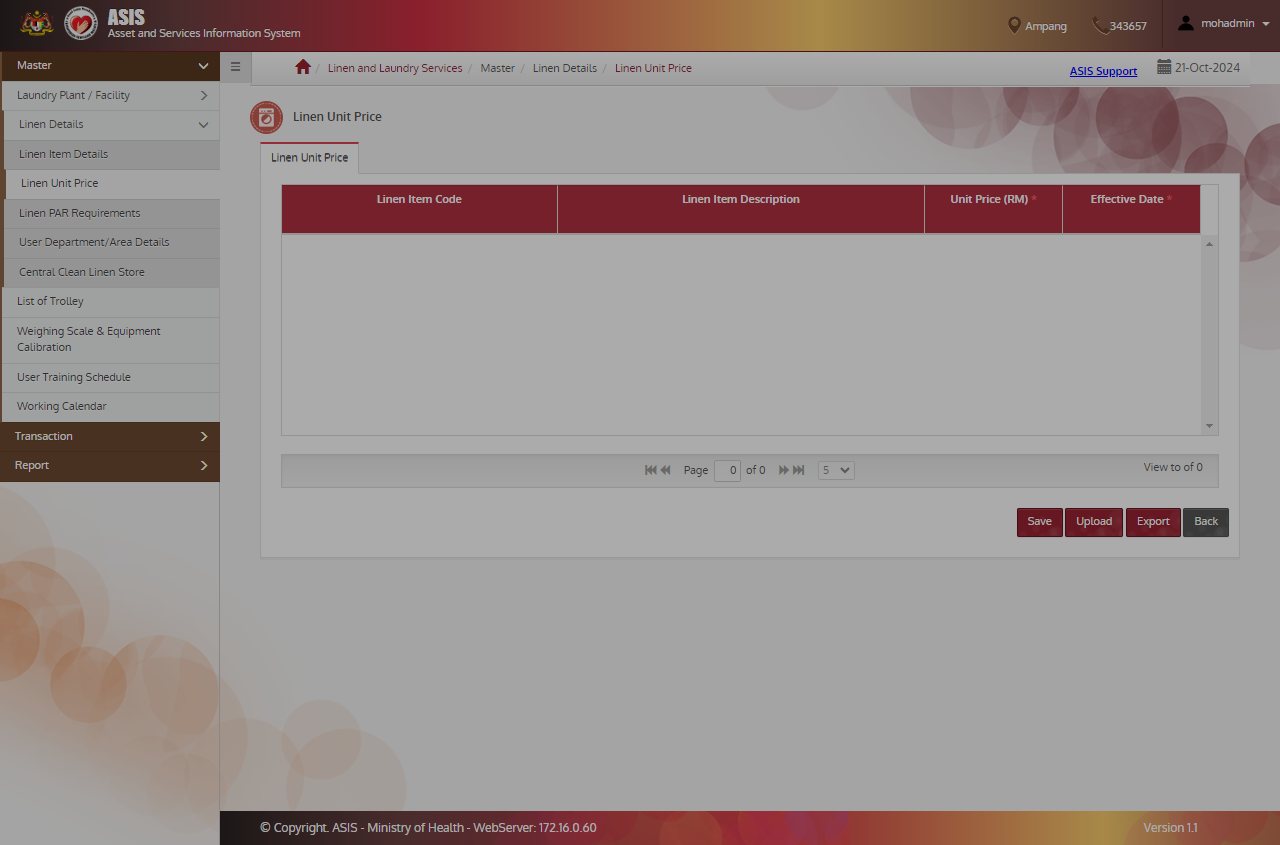 ASIS
Asset and Services Information System
Ampang
343657
mohadmin
Master
Laundry Plant / Facility
Linen Details
Linen Item Details
Linen Unit Price
Linen PAR Requirements
User Department/Area Details
Central Clean Linen Store
List of Trolley
Weighing Scale & Equipment
Calibration
User Training Schedule
Working Calendar
Transaction
Report
/ Linen and Laundry Services / Master / Linen Details / Linen Unit Price
ASIS Support
21-Oct-2024
Linen Unit Price
Linen Unit Price
Linen Item Code
Linen Item Description
Unit Price (RM) *
Effective Date *
Page 0 of 0
5
View to of 0
Save
Upload
Export
Back
© Copyright. ASIS - Ministry of Health - WebServer: 172.16.0.60
Version 1.1